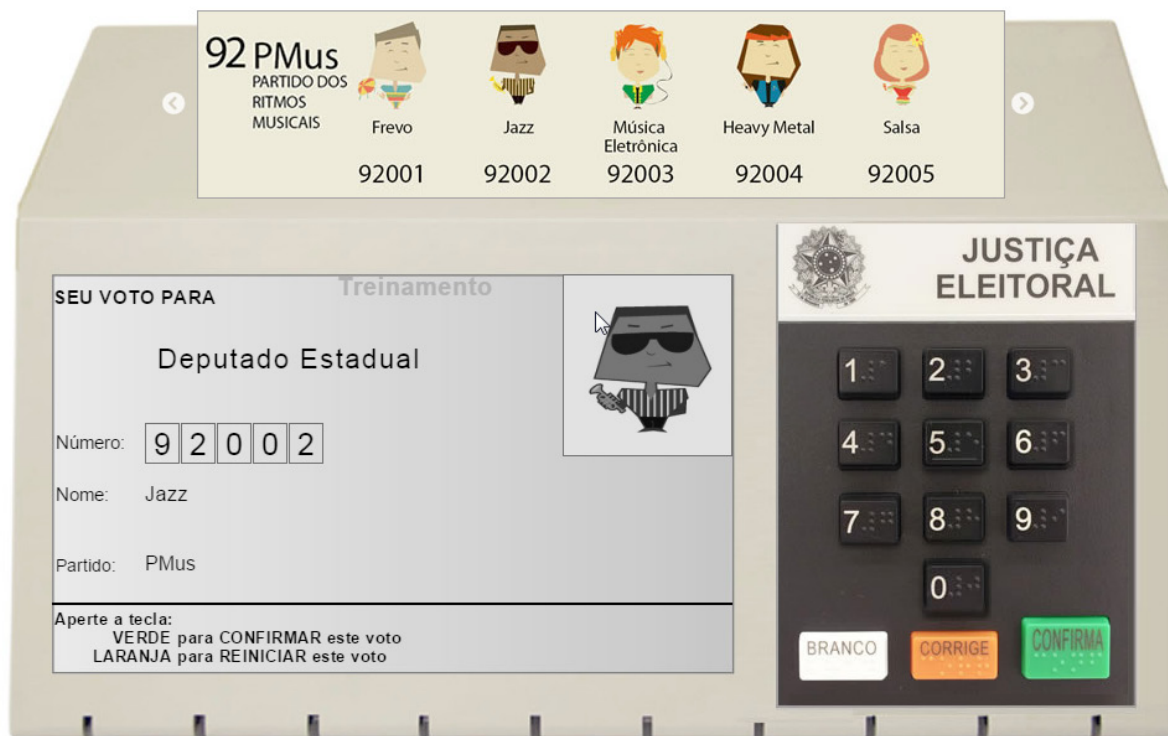 92 PMus
PARTIDO DOS
RITMOS
MUSICAIS
Frevo
Jazz
Música
Eletrônica
Heavy Metal
Salsa
92001
92002
92003
92004
92005
Treinamento
SEU VOTO PARA
Deputado Estadual
Número: 9 2 0 0 2
Nome: Jazz
Partido: PMus
Aperte a tecla:
VERDE para CONFIRMAR este voto
LARANJA para REINICIAR este voto
JUSTIÇA
ELEITORAL
1 2 3
4 5 6
7 8 9
0
BRANCO CORRIGE CONFIRMA